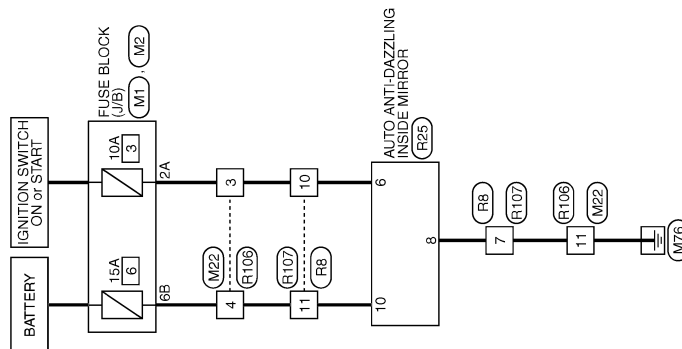 IGNITION SWITCH
ON or START
BATTERY
FUSE BLOCK
(J/B)
M1 , M2
10A
3
15A
6
2A
6B
3
4
M22
R106
10
11
R107
R8
AUTO ANTI-DAZZLING
INSIDE MIRROR
R25
6
10
8
7
R8
R107
11
R106
M22
M76